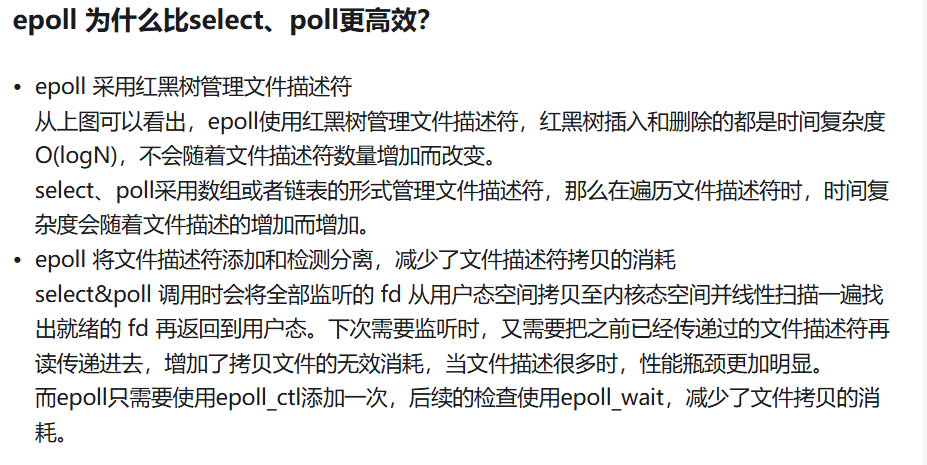 epoll 为什么比select、poll更高效?
• epoll 采用红黑树管理文件描述符
从上图可以看出，epoll使用红黑树管理文件描述符，红黑树插入和删除的都是时间复杂度
O(logN)，不会随着文件描述符数量增加而改变。
select、poll采用数组或者链表的形式管理文件描述符，那么在遍历文件描述符时，时间复
杂度会随着文件描述的增加而增加。
• epoll 将文件描述符添加和检测分离，减少了文件描述符拷贝的消耗
select&poll 调用时会将全部监听的 fd 从用户态空间拷贝至内核态空间并线性扫描一遍找
出就绪的 fd 再返回到用户态。下次需要监听时，又需要把之前已经传递过的文件描述符再
读传递进去，增加了拷贝文件的无效消耗，当文件描述很多时，性能瓶颈更加明显。
而epoll只需要使用epoll_ctl添加一次，后续的检查使用epoll_wait，减少了文件拷贝的消
耗。